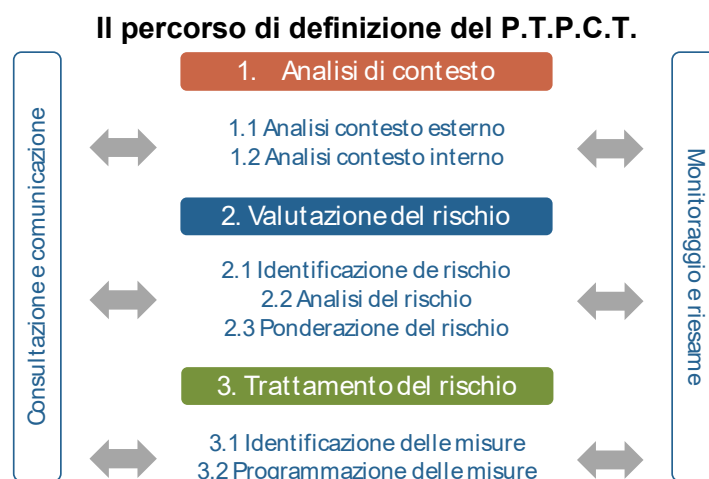 Il percorso di definizione del P.T.P.C.T.
Consultazione e comunicazione
1. Analisi di contesto
1.1 Analisi contesto esterno
1.2 Analisi contesto interno
2. Valutazione del rischio
2.1 Identificazione de rischio
2.2 Analisi del rischio
2.3 Ponderazione del rischio
3. Trattamento del rischio
3.1 Identificazione delle misure
3.2 Programmazione delle misure
Monitoraggio e riesame